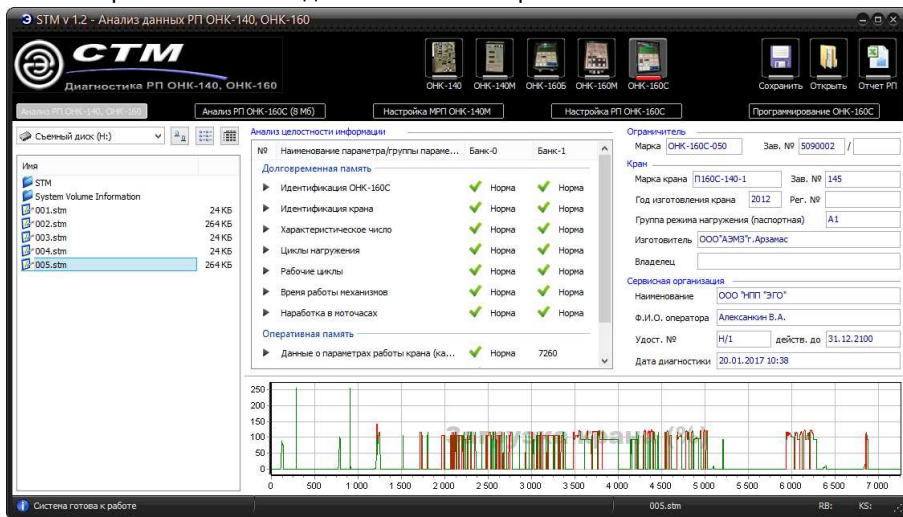 STM v 1.2 - Анализ данных РП ОНК-140, ОНК-160
СТМ
Диагностика РП ОНК-140, ОНК-160
ОНК-140 ОНК-140М ОНК-160Б ОНК-160М ОНК-160С
Сохранить Открыть Отчет РП
Анализ РП ОНК-140, ОНК-160 Анализ РП ОНК-160С (8 Мб) Настройка МРП ОНК-140М Настройка РП ОНК-160С Программирование ОНК-160С
Съемный диск (H:)
Имя
STM
System Volume Information
001.stm 24 КБ
002.stm 264 КБ
003.stm 24 КБ
004.stm 24 КБ
005.stm 264 КБ
Анализ целостности информации
№ Наименование параметра/группы параме... Банк-0 Банк-1
Долговременная память
Идентификация ОНК-160С Норма Норма
Идентификация крана Норма Норма
Характеристическое число Норма Норма
Циклы нагружения Норма Норма
Рабочие циклы Норма Норма
Время работы механизмов Норма Норма
Наработка в моточасах Норма Норма
Оперативная память
Данные о параметрах работы крана (ка... Норма 7260
Ограничитель
Марка ОНК-160С-050 Зав. № 5090002 /
Кран
Марка крана П160С-140-1 Зав. № 145
Год изготовления крана 2012 Рег. №
Группа режима нагружения (паспортная) А1
Изготовитель ООО"АЭМЗ"г.Арзамас
Владелец
Сервисная организация
Наименование ООО "НПП "ЭГО"
Ф.И.О. оператора Алексанкин В.А.
Удост. № Н/1 действ. до 31.12.2100
Дата диагностики 20.01.2017 10:38
Загрузка крана (%)
250
200
150
100
50
0
0 500 1 000 1 500 2 000 2 500 3 000 3 500 4 000 4 500 5 000 5 500 6 000 6 500 7 000
Система готова к работе 005.stm RB: KS: